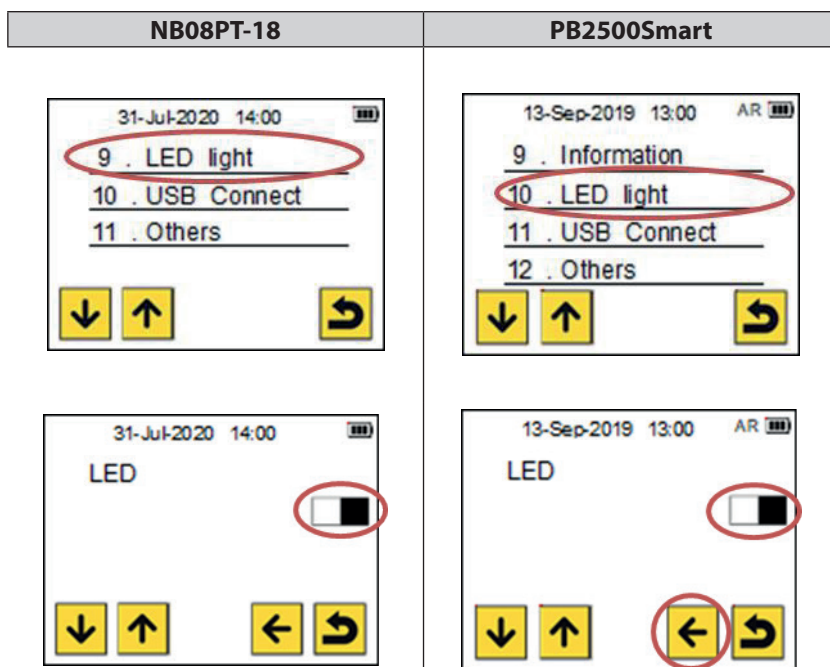 NB08PT-18
PB2500Smart
31-Jul-2020 14:00
9 . LED light
10 . USB Connect
11 . Others
13-Sep-2019 13:00 AR
9 . Information
10 . LED light
11 . USB Connect
12 . Others
31-Jul-2020 14:00
LED
13-Sep-2019 13:00 AR
LED